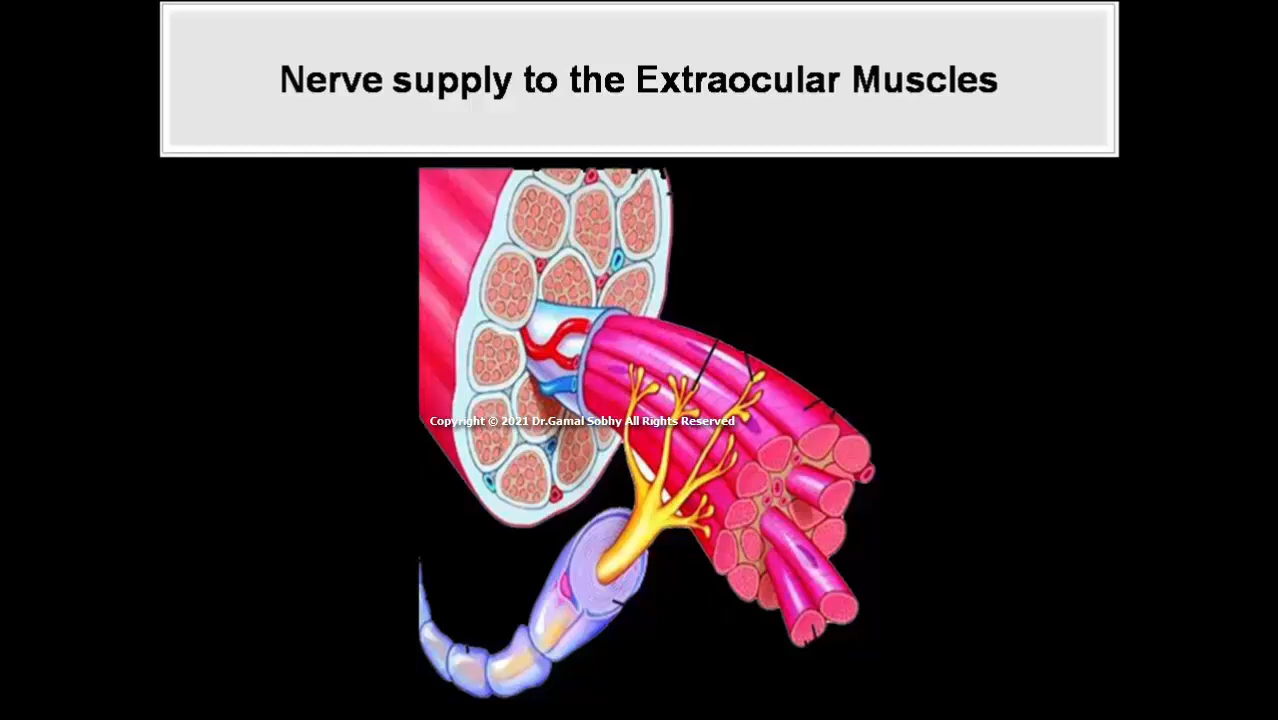 Nerve supply to the Extraocular Muscles
Copyright © 2021 Dr.Gamal Sobhy All Rights Reserved